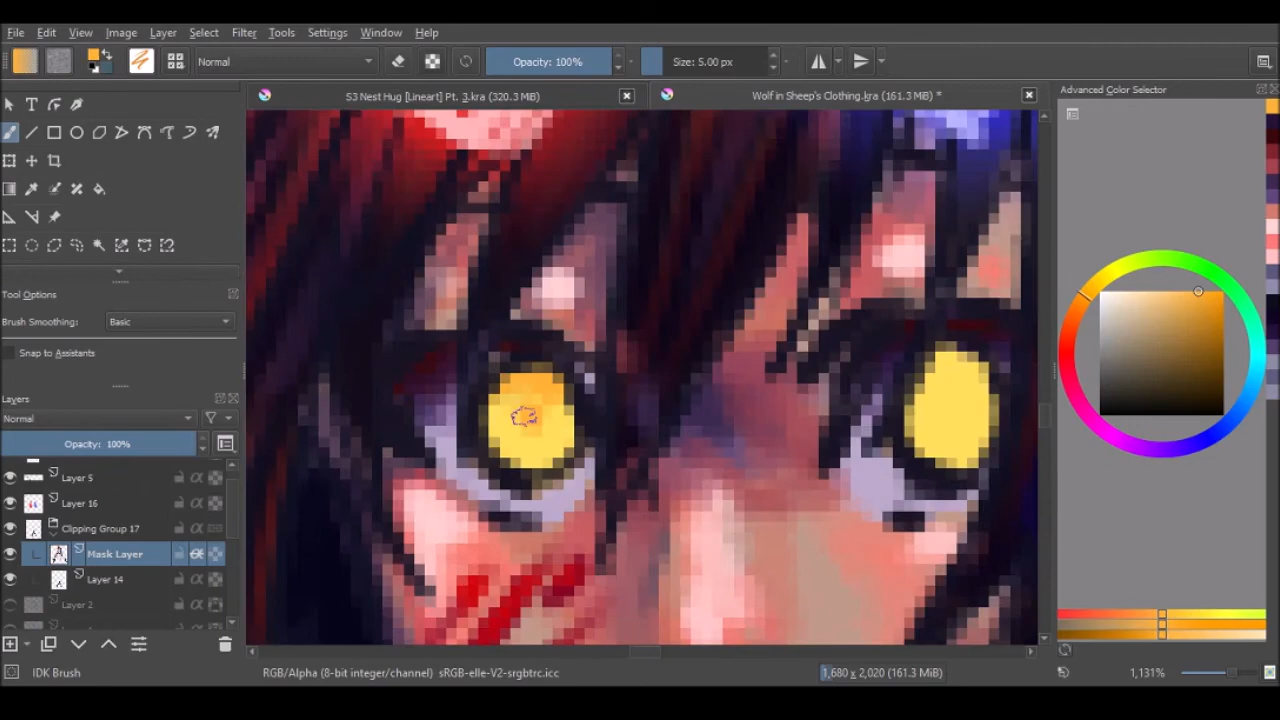 File Edit View Image Layer Select Filter Tools Settings Window Help
Normal
Opacity: 100%
Size: 5.00 px
S3 Nest Hug [Lineart] Pt. 3.kra (320.3 MiB)
Wolf in Sheep's Clothing.kra (161.3 MiB) *
Advanced Color Selector
T
Tool Options
Brush Smoothing: Basic
Snap to Assistants
Layers
Normal
Opacity: 100%
Layer 5
Layer 16
Clipping Group 17
Mask Layer
Layer 14
Layer 2
IDK Brush
RGB/Alpha (8-bit integer/channel) sRGB-elle-V2-srgbtrc.icc
1,680 x 2,020 (161.3 MiB)
1,131%